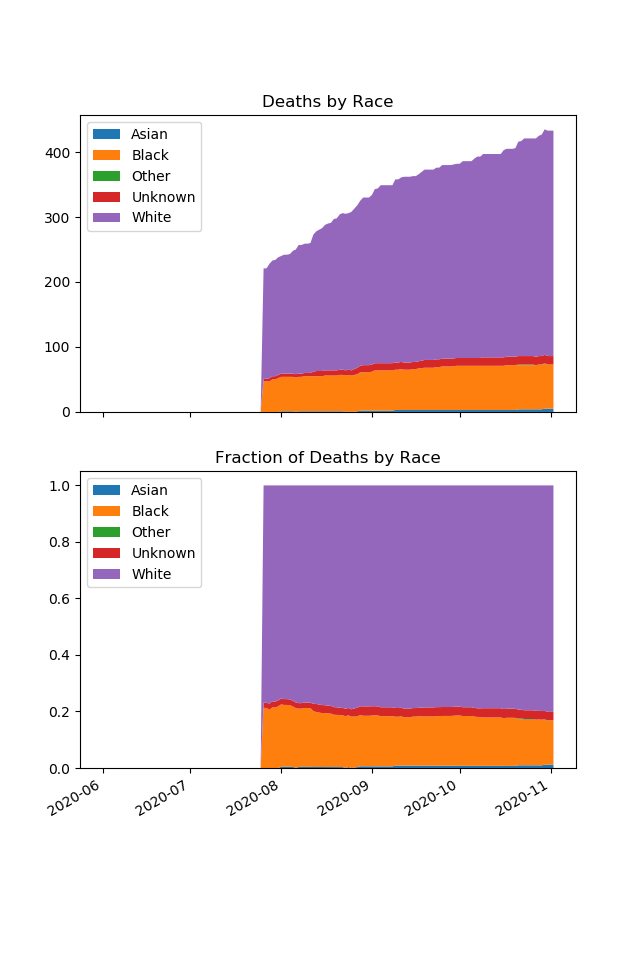 Deaths by Race
Asian
Black
Other
Unknown
White
400
300
200
100
0
Fraction of Deaths by Race
Asian
Black
Other
Unknown
White
1.0
0.8
0.6
0.4
0.2
0.0
2020-06
2020-07
2020-08
2020-09
2020-10
2020-11